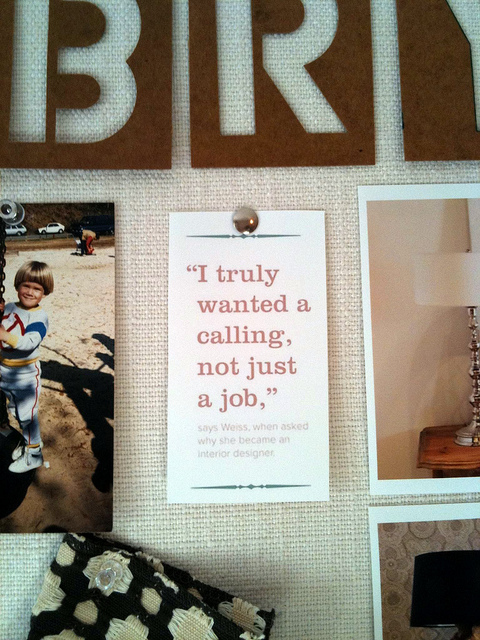 BRY
"I truly
wanted a
calling,
not just
a job,"
says Weiss, when asked
why she became an
interior designer.